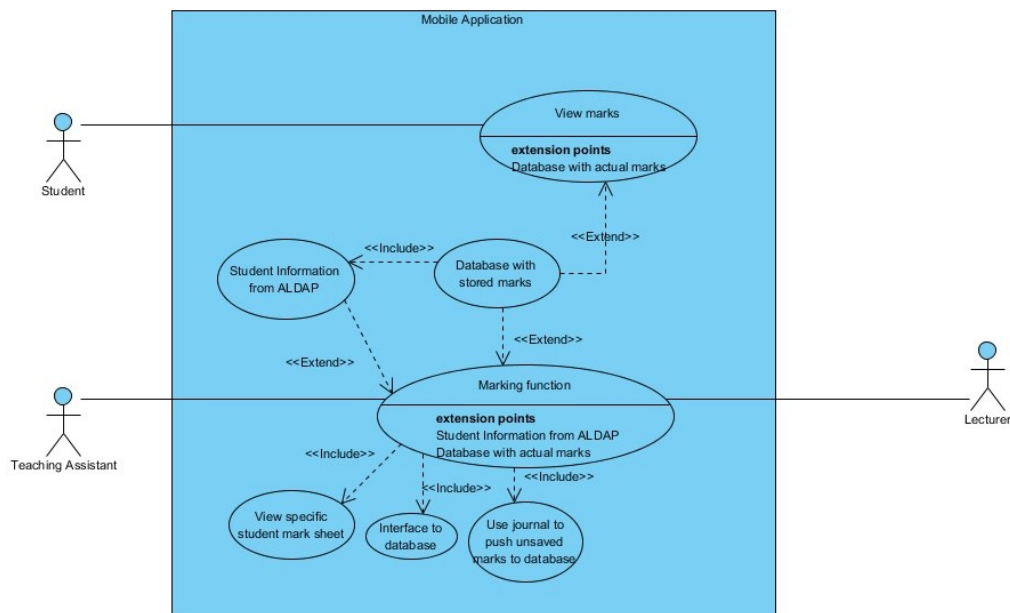 Mobile Application
View marks
extension points
Database with actual marks
Student
<<Extend>>
<<Include>>
Student Information
from ALDAP
Database with
stored marks
<<Extend>>
<<Extend>>
Marking function
extension points
Student Information from ALDAP
Database with actual marks
Teaching Assistant
Lecturer
<<Include>>
<<Include>>
<<Include>>
View specific
student mark sheet
Interface to
database
Use journal to
push unsaved
marks to database